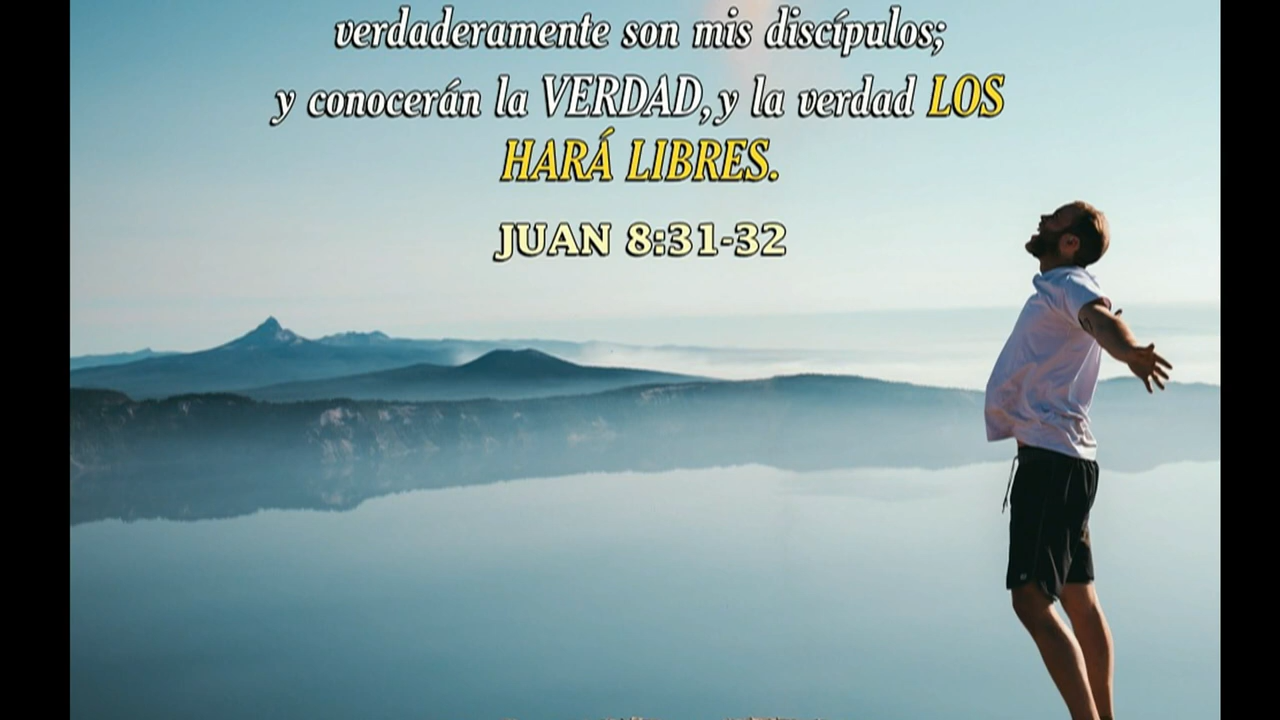 verdaderamente son mis discípulos;
y conocerán la VERDAD, y la verdad LOS
HARÁ LIBRES.
JUAN 8:31-32